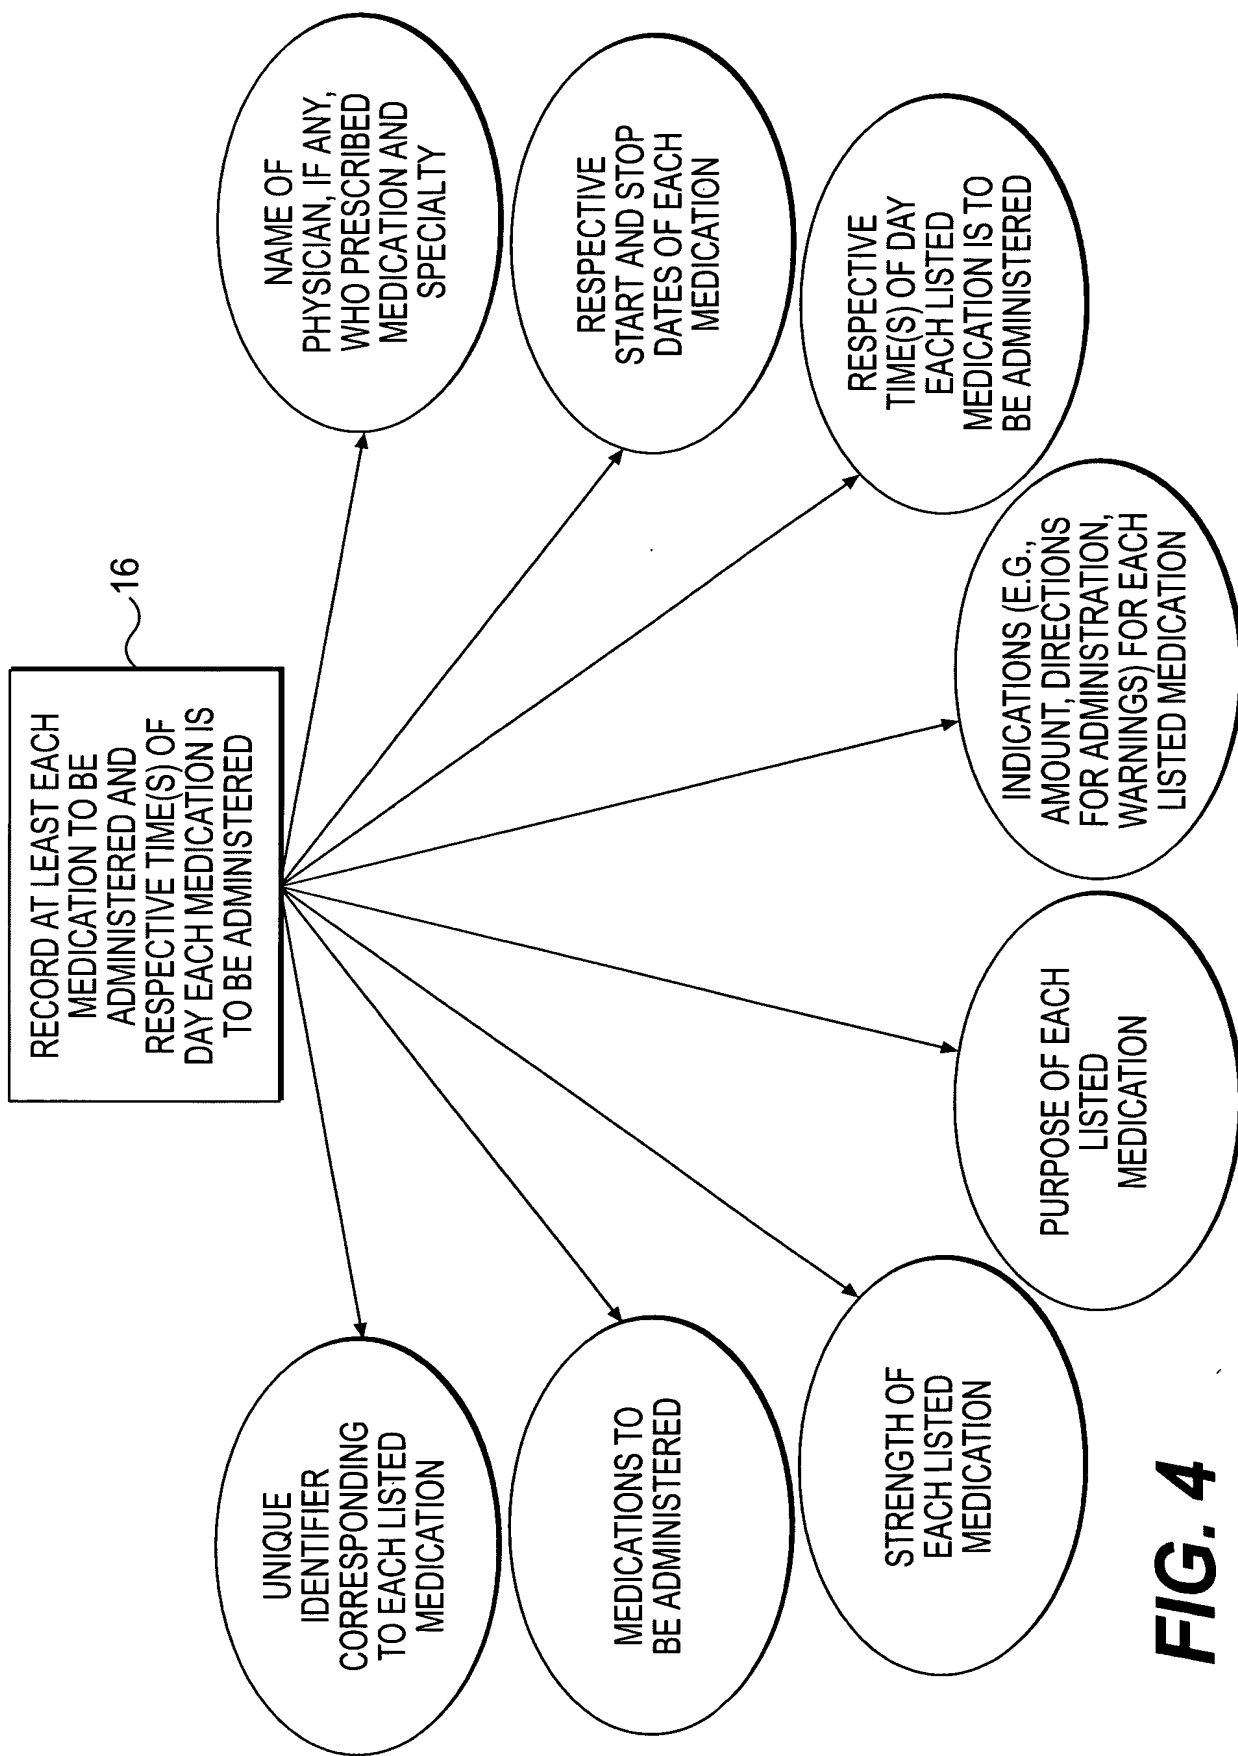 RECORD AT LEAST EACH
MEDICATION TO BE
ADMINISTERED AND
RESPECTIVE TIME(S) OF
DAY EACH MEDICATION IS
TO BE ADMINISTERED
16
UNIQUE
IDENTIFIER
CORRESPONDING
TO EACH LISTED
MEDICATION
MEDICATIONS TO
BE ADMINISTERED
STRENGTH OF
EACH LISTED
MEDICATION
PURPOSE OF EACH
LISTED
MEDICATION
INDICATIONS (E.G.,
AMOUNT, DIRECTIONS
FOR ADMINISTRATION,
WARNINGS) FOR EACH
LISTED MEDICATION
RESPECTIVE
TIME(S) OF DAY
EACH LISTED
MEDICATION IS TO
BE ADMINISTERED
RESPECTIVE
START AND STOP
DATES OF EACH
MEDICATION
NAME OF
PHYSICIAN, IF ANY,
WHO PRESCRIBED
MEDICATION AND
SPECIALTY
FIG. 4